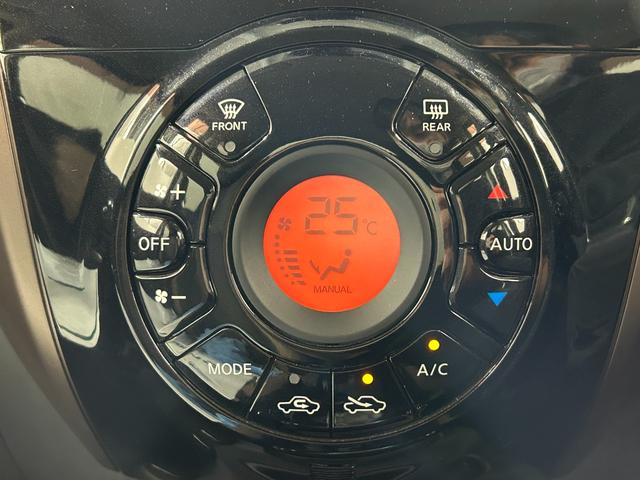 FRONT
REAR
+
25°C
OFF
AUTO
MANUAL
−
MODE
A/C